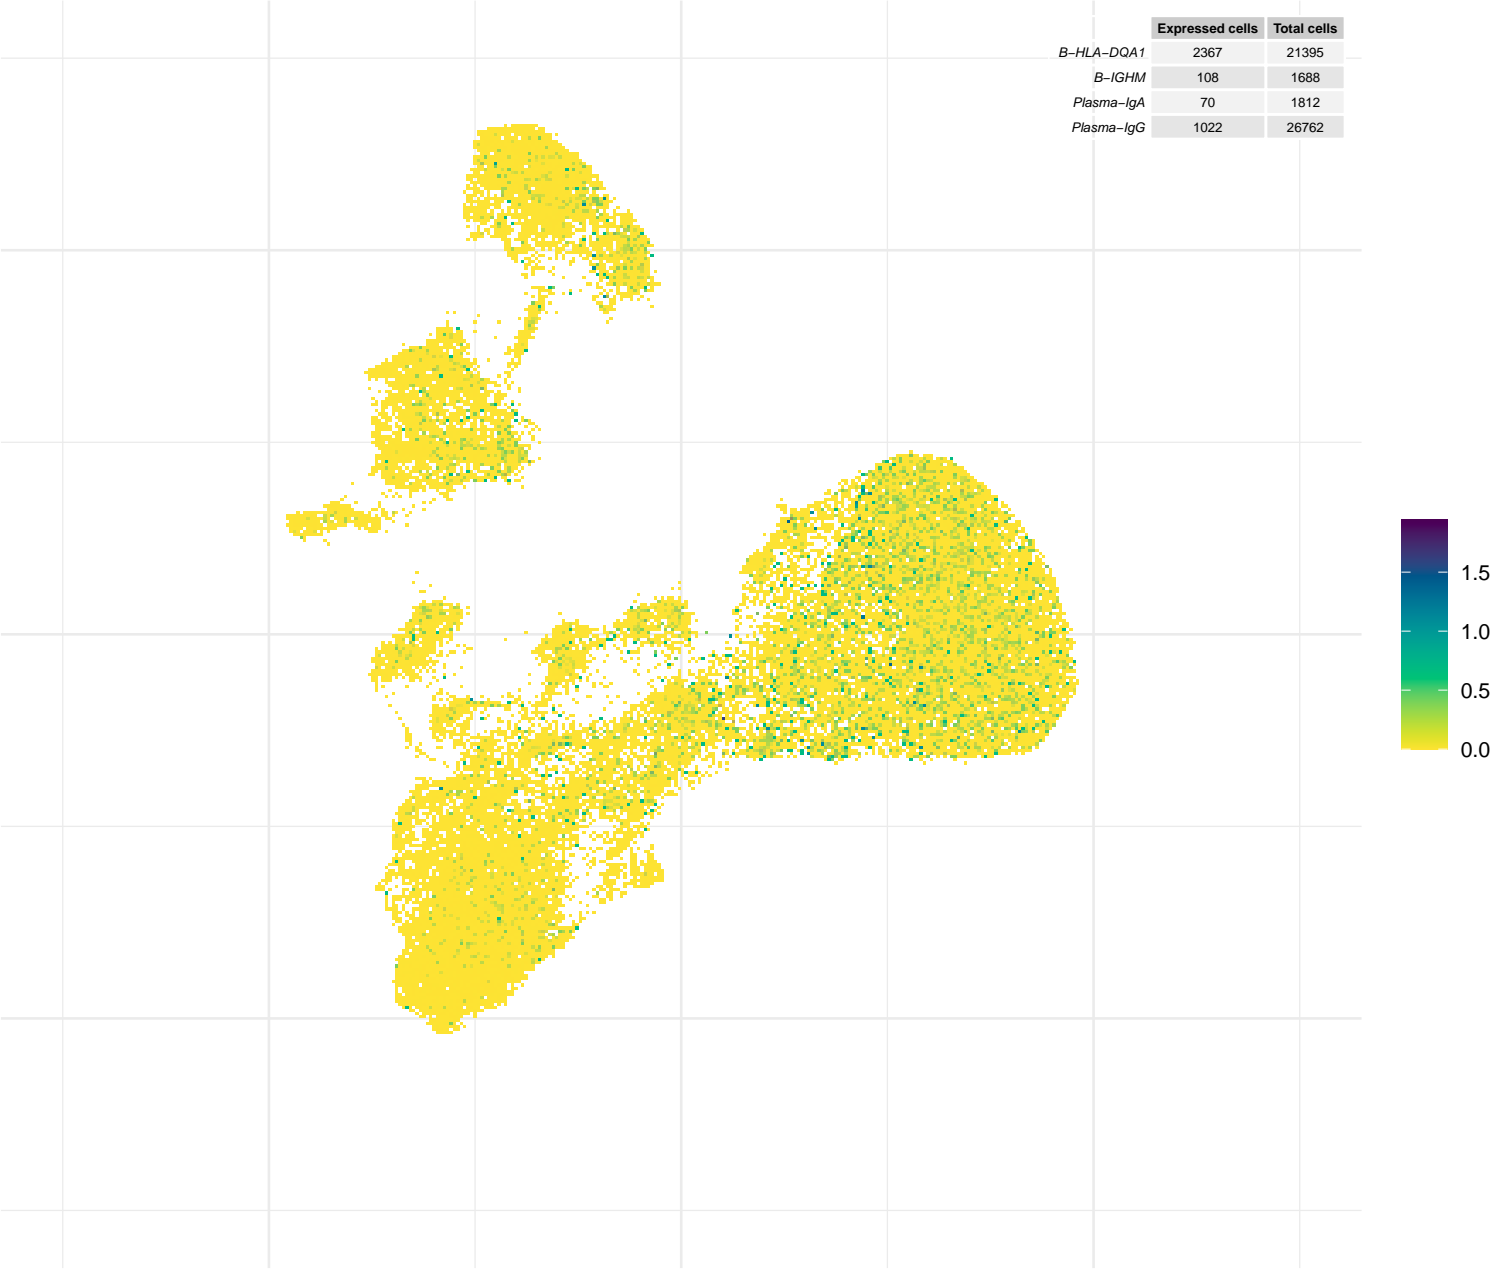 Expressed cells Total cells
B−HLA−DQA1 2367 21395
B−IGHM 108 1688
Plasma−IgA 70 1812
Plasma−IgG 1022 26762
1.5
1.0
0.5
0.0